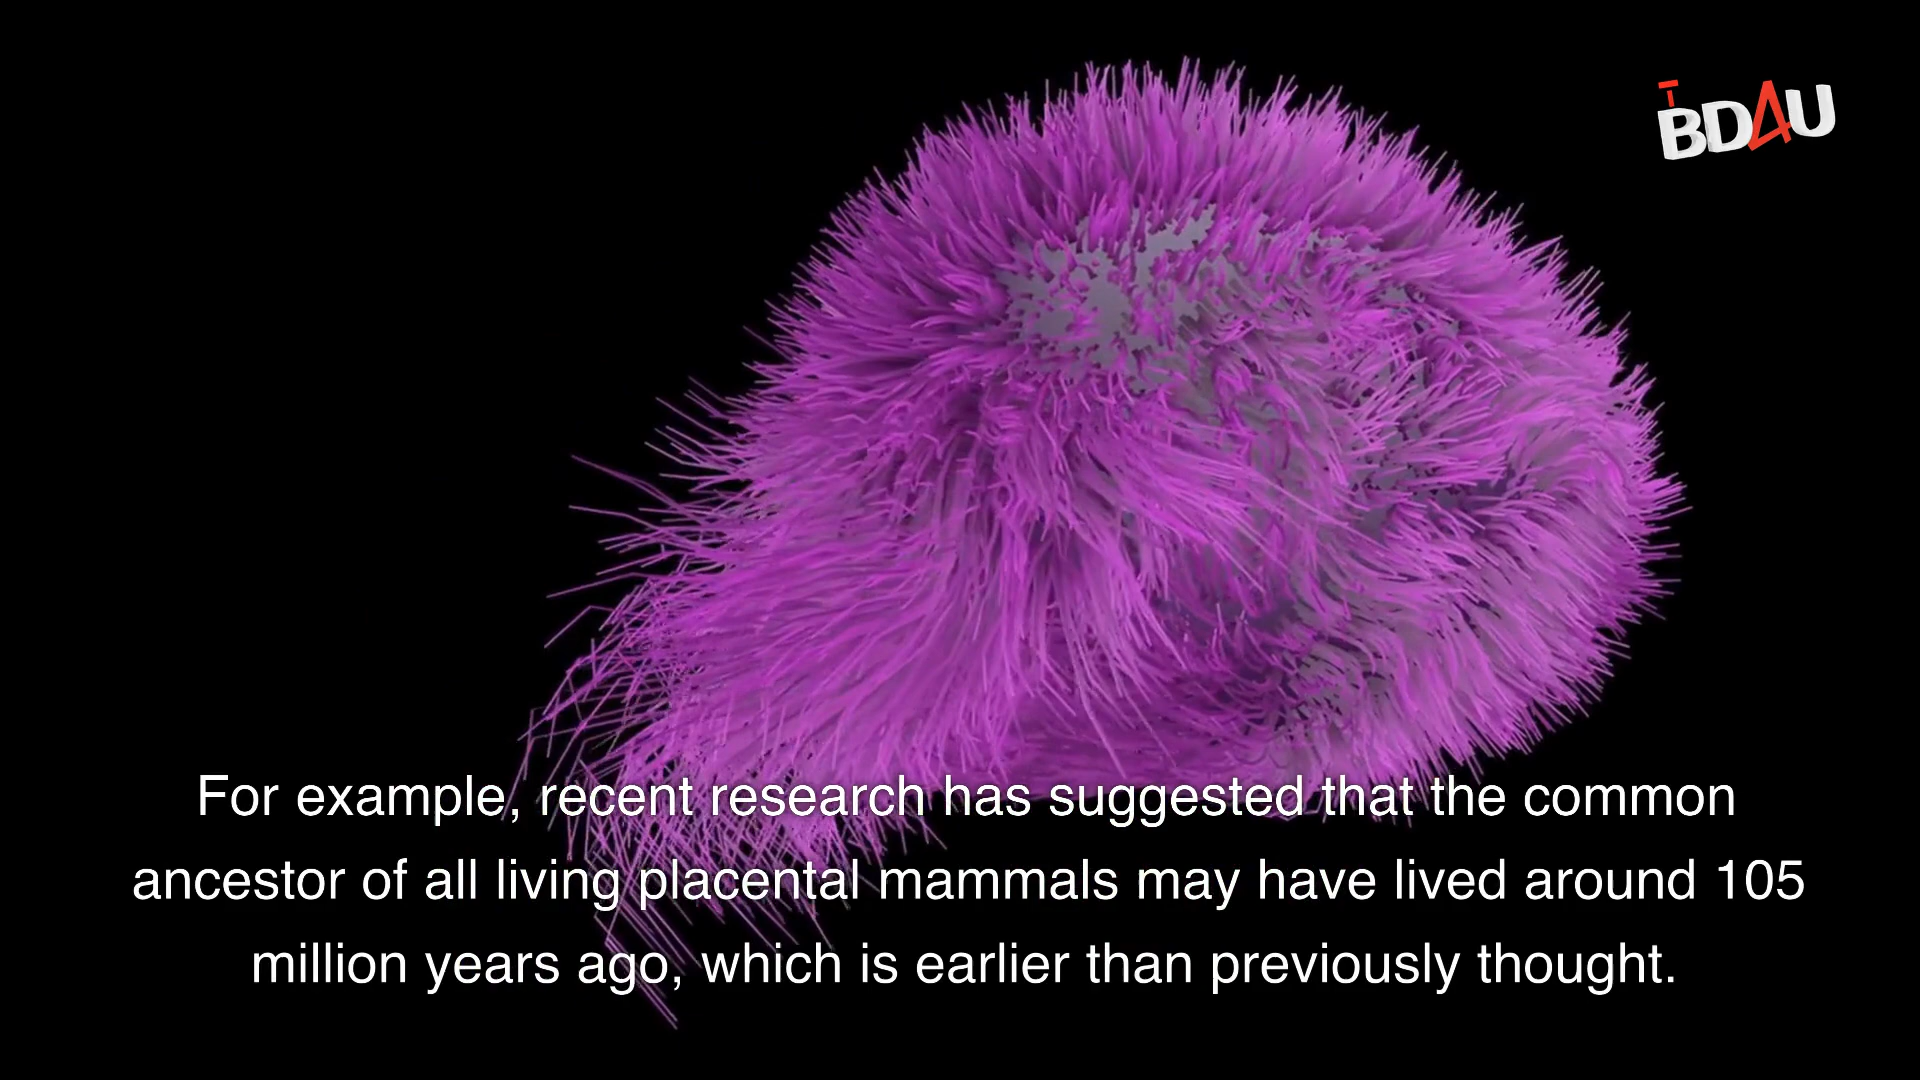 TBD4U
For example, recent research has suggested that the common
ancestor of all living placental mammals may have lived around 105
million years ago, which is earlier than previously thought.